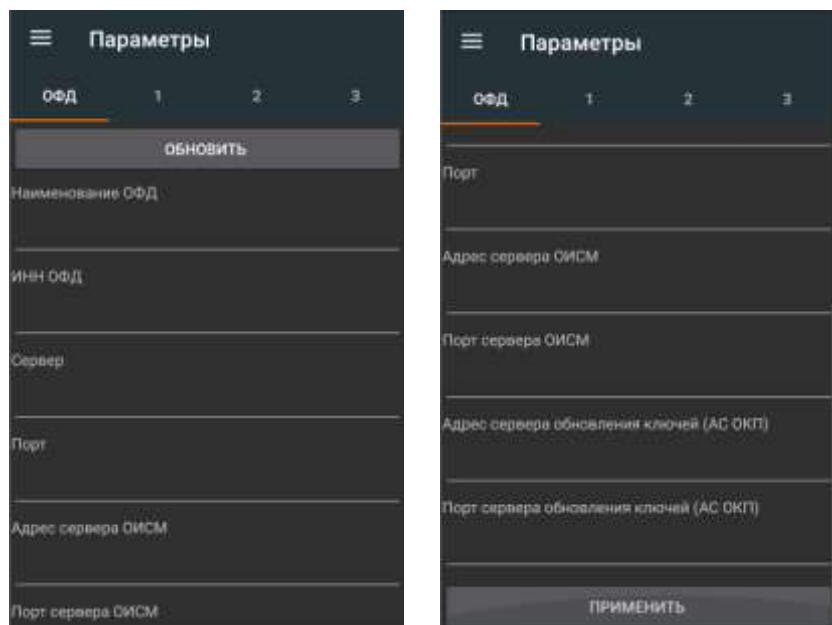 Параметры
ОФД 1 2 3
ОБНОВИТЬ
Наименование ОФД
ИНН ОФД
Сервер
Порт
Адрес сервера ОИСМ
Порт сервера ОИСМ
Параметры
ОФД 1 2 3
Порт
Адрес сервера ОИСМ
Порт сервера ОИСМ
Адрес сервера обновления ключей (АС ОКП)
Порт сервера обновления ключей (АС ОКП)
ПРИМЕНИТЬ